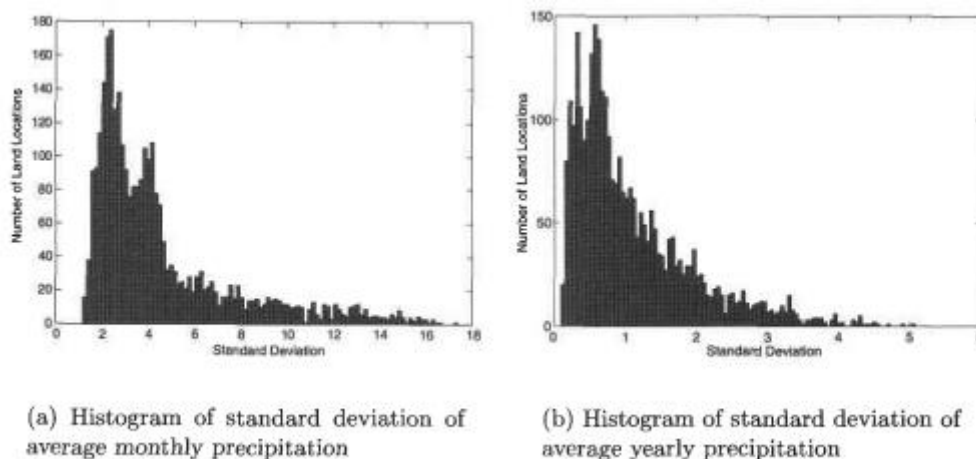 180
160
140
120
100
80
60
40
20
0
Number of Land Locations
0 2 4 6 8 10 12 14 16 18
Standard Deviation
150
100
50
0
Number of Land Locations
0 1 2 3 4 5
Standard Deviation
(a) Histogram of standard deviation of
average monthly precipitation
(b) Histogram of standard deviation of
average yearly precipitation